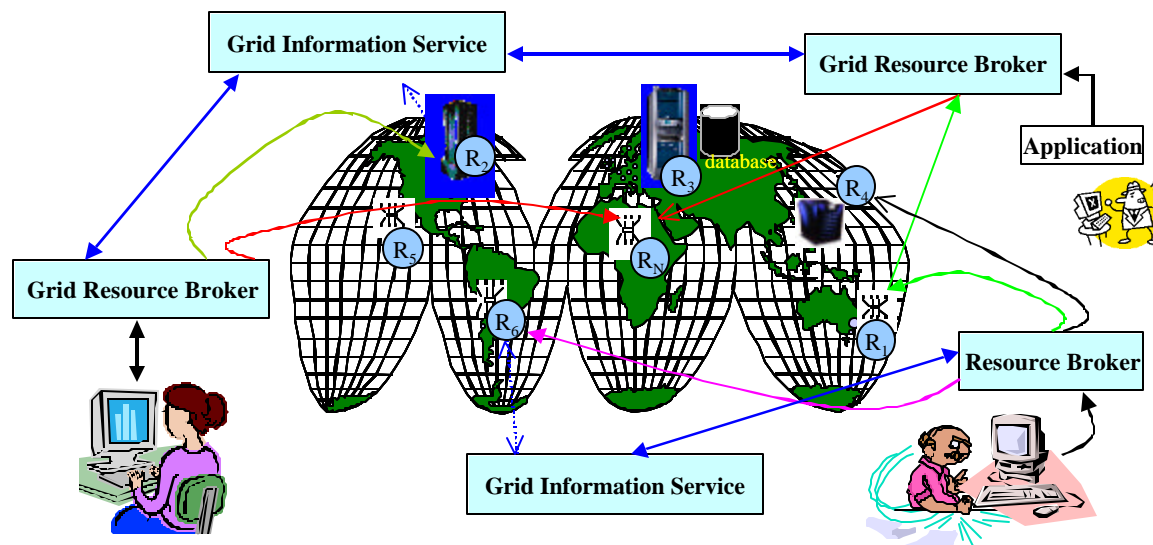 Grid Information Service
Grid Resource Broker
R2
R3
database
Application
R4
R5
RN
Grid Resource Broker
R6
R1
Resource Broker
Grid Information Service